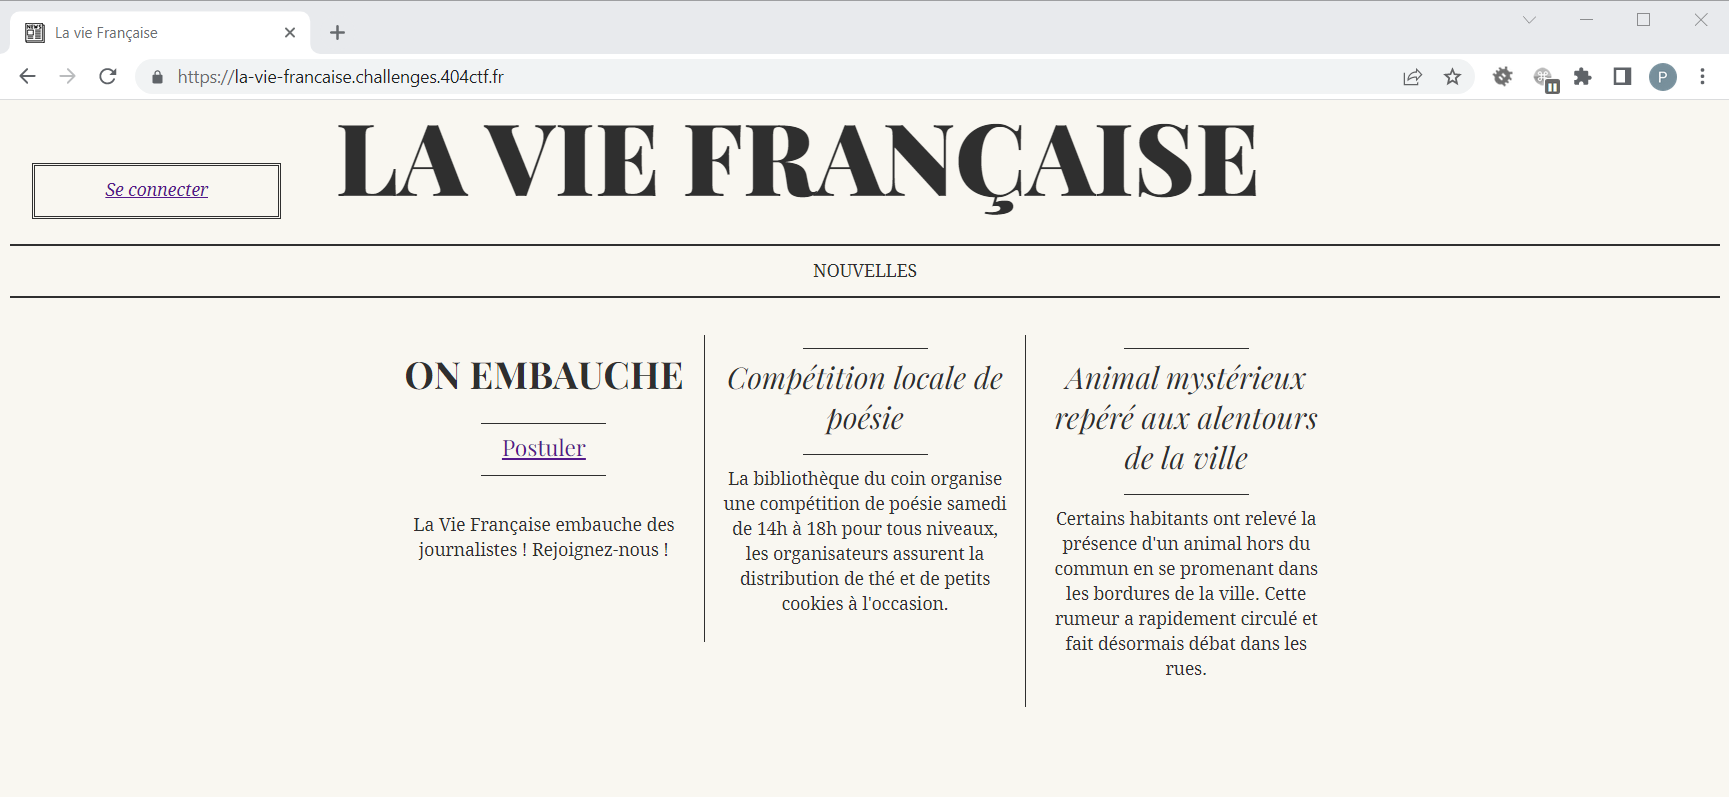 La vie Française
https://la-vie-francaise.challenges.404ctf.fr
P
LA VIE FRANÇAISE
Se connecter
NOUVELLES
ON EMBAUCHE
Postuler
La Vie Française embauche des
journalistes ! Rejoignez-nous !
Compétition locale de
poésie
La bibliothèque du coin organise
une compétition de poésie samedi
de 14h à 18h pour tous niveaux,
les organisateurs assurent la
distribution de thé et de petits
cookies à l'occasion.
Animal mystérieux
repéré aux alentours
de la ville
Certains habitants ont relevé la
présence d'un animal hors du
commun en se promenant dans
les bordures de la ville. Cette
rumeur a rapidement circulé et
fait désormais débat dans les
rues.